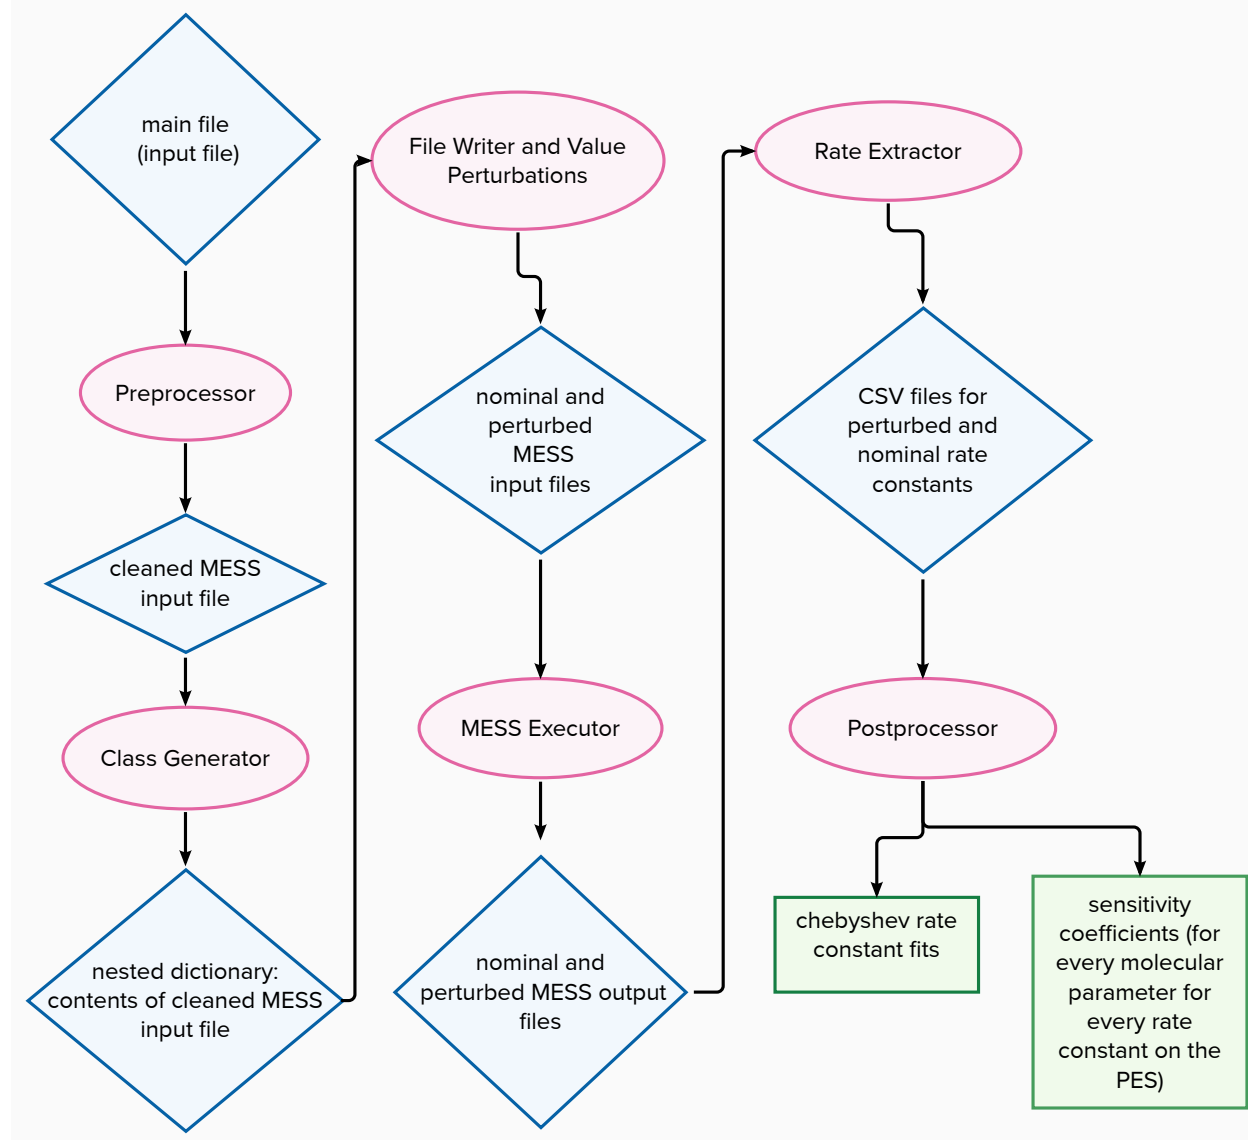 main file
(input file)
Preprocessor
cleaned MESS
input file
Class Generator
nested dictionary:
contents of cleaned MESS
input file
File Writer and Value
Perturbations
nominal and
perturbed
MESS
input files
MESS Executor
nominal and
perturbed MESS output
files
Rate Extractor
CSV files for
perturbed and
nominal rate
constants
Postprocessor
chebyshev rate
constant fits
sensitivity
coefficients (for
every molecular
parameter for
every rate
constant on the
PES)